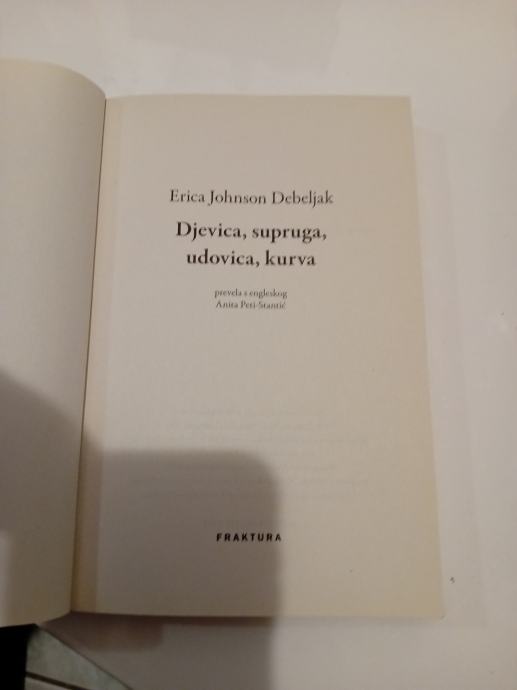 Erica Johnson Debeljak
Djevica, supruga,
udovica, kurva
prevela s engleskog
Anita Peti-Stantić
FRAKTURA